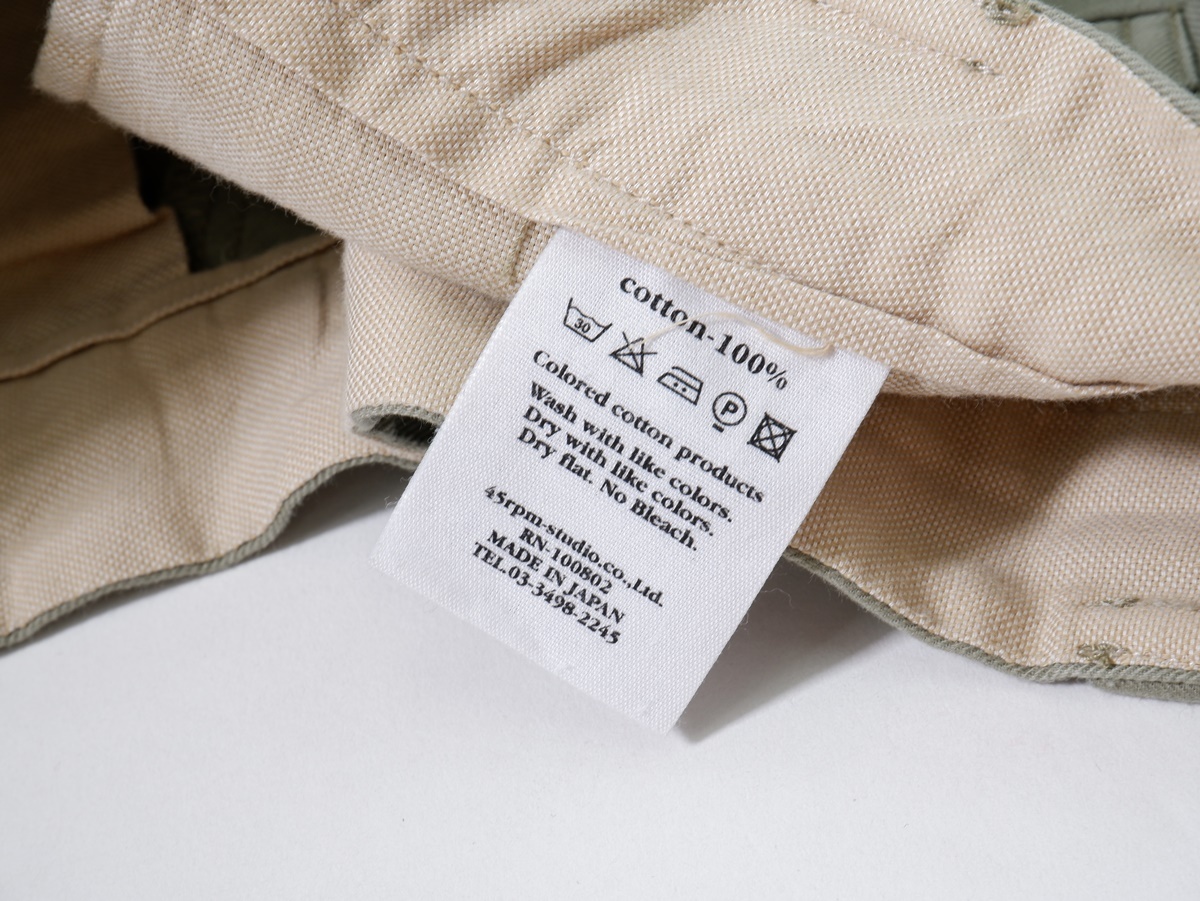 cotton-100%
30
P
Colored cotton products
Wash with like colors.
Dry with like colors.
Dry flat. No Bleach.
45rpm-studio.co.,Ltd.
RN-100802
MADE IN JAPAN
TEL.03-3498-2245